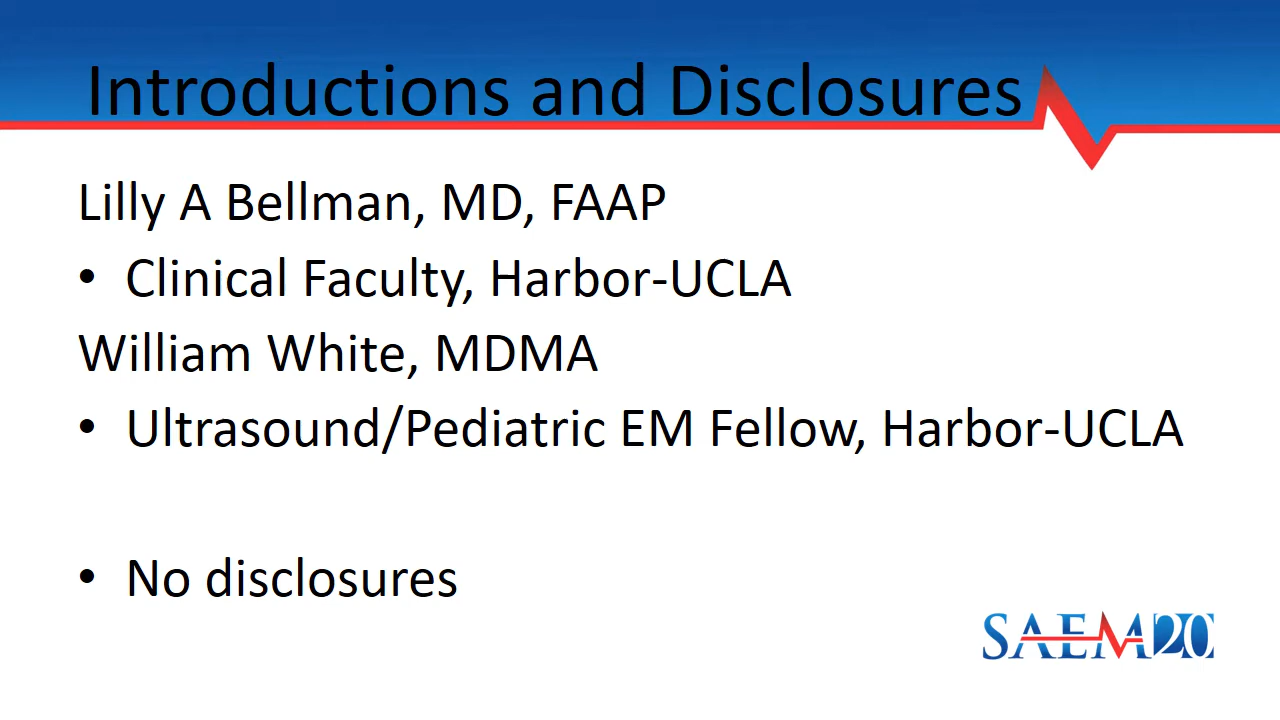 Introductions and Disclosures
Lilly A Bellman, MD, FAAP
• Clinical Faculty, Harbor-UCLA
William White, MDMA
• Ultrasound/Pediatric EM Fellow, Harbor-UCLA
• No disclosures
SAEM20